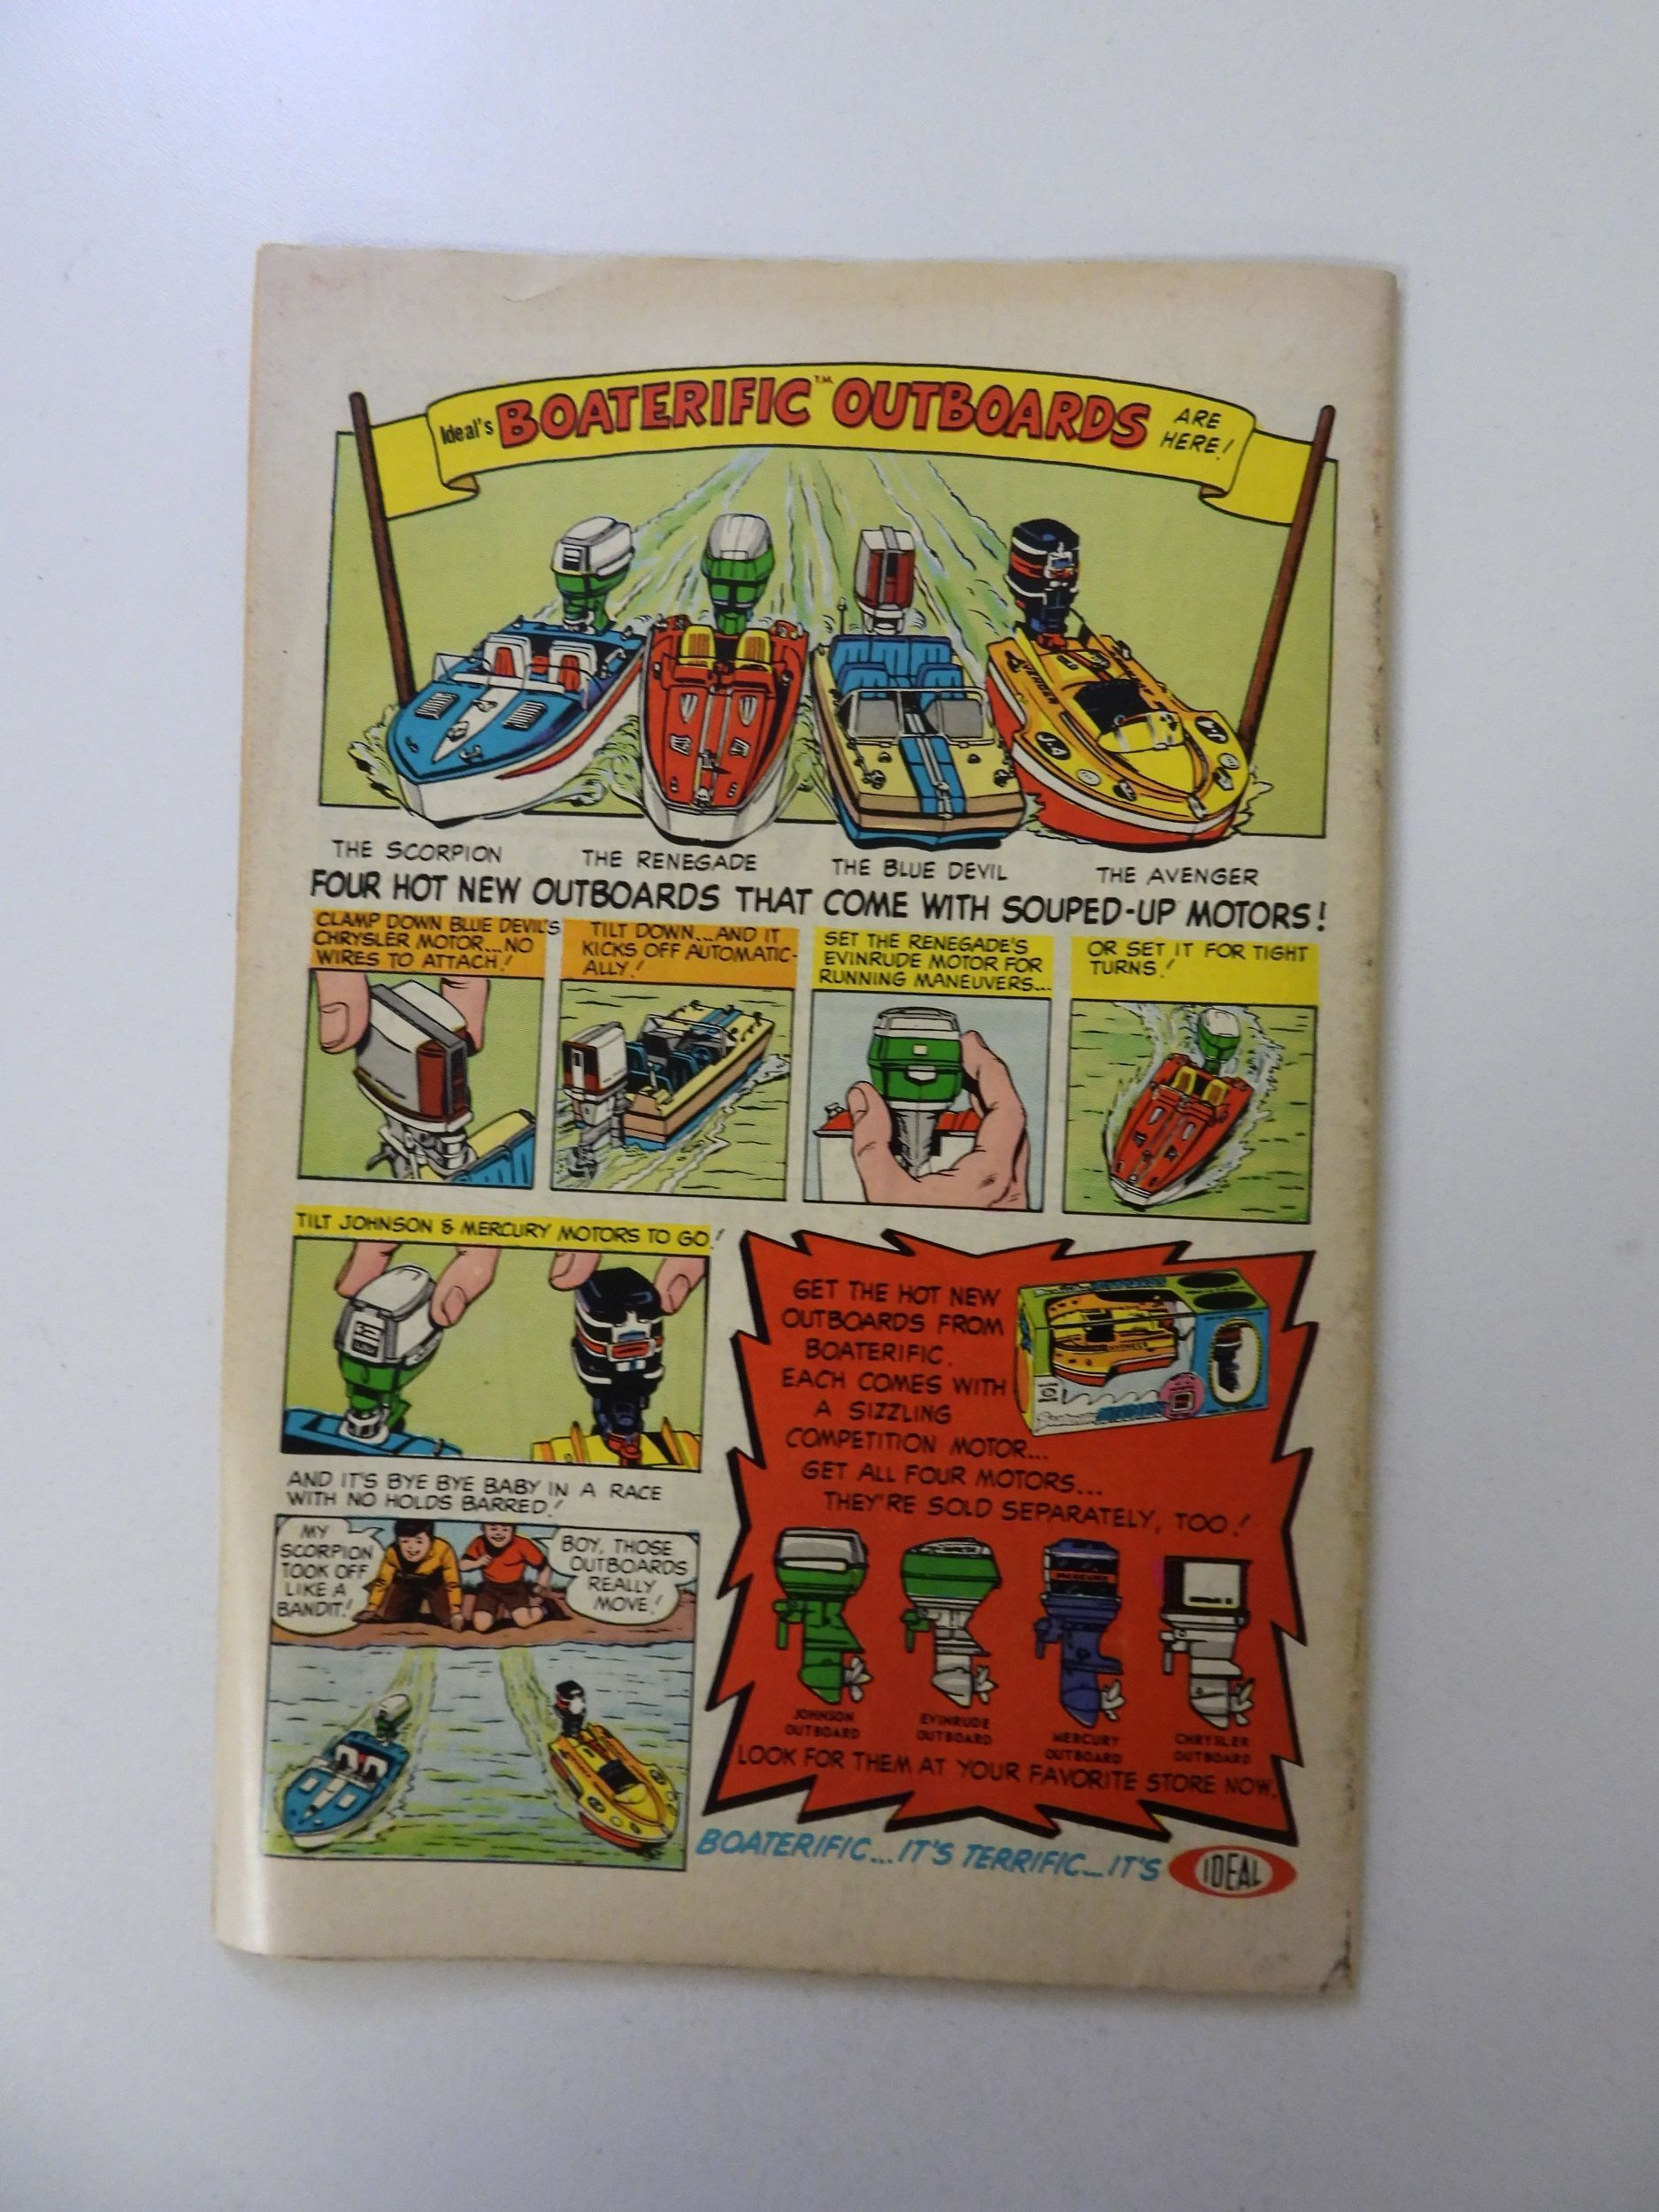 Ideal's BOATERIFIC™ OUTBOARDS ARE HERE!
AVENGER
J-4
THE SCORPION
THE RENEGADE
THE BLUE DEVIL
THE AVENGER
FOUR HOT NEW OUTBOARDS THAT COME WITH SOUPED-UP MOTORS!
CLAMP DOWN BLUE DEVIL'S
CHRYSLER MOTOR...NO
WIRES TO ATTACH!
TILT DOWN...AND IT
KICKS OFF AUTOMATIC-
ALLY!
SET THE RENEGADE'S
EVINRUDE MOTOR FOR
RUNNING MANEUVERS...
OR SET IT FOR TIGHT
TURNS!
TILT JOHNSON & MERCURY MOTORS TO GO!
AND IT'S BYE BYE BABY IN A RACE
WITH NO HOLDS BARRED!
MY
SCORPION
TOOK OFF
LIKE A
BANDIT!
BOY, THOSE
OUTBOARDS
REALLY
MOVE!
GET THE HOT NEW
OUTBOARDS FROM
BOATERIFIC.
EACH COMES WITH
A SIZZLING
COMPETITION MOTOR...
GET ALL FOUR MOTORS...
THEY'RE SOLD SEPARATELY, TOO!
MERCURY
JOHNSON
OUTBOARD
EVINRUDE
OUTBOARD
MERCURY
OUTBOARD
CHRYSLER
OUTBOARD
LOOK FOR THEM AT YOUR FAVORITE STORE NOW.
BOATERIFIC...IT'S TERRIFIC...IT'S IDEAL